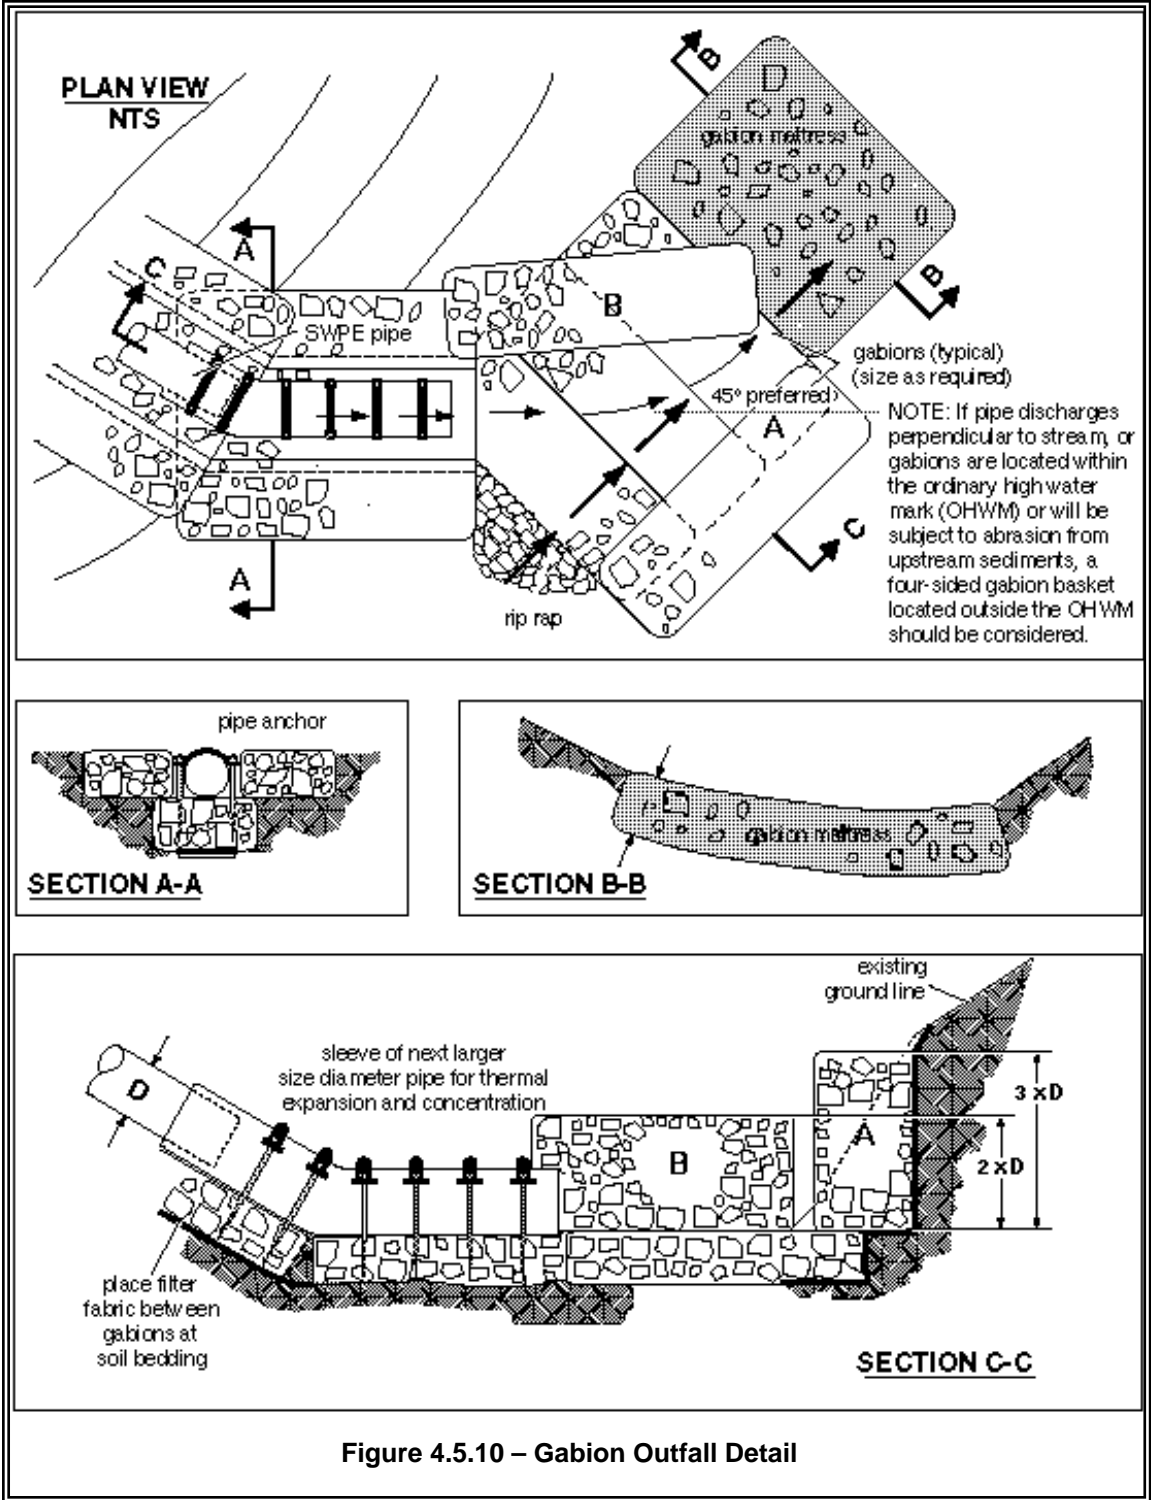 PLAN VIEW
NTS
B
D
gabion mattress
A
C
SWPE pipe
B
B
45° preferred
A
gabions (typical)
(size as required)
NOTE: If pipe discharges
perpendicular to stream, or
gabions are located within
the ordinary high water
mark (OHWM) or will be
subject to abrasion from
upstream sediments, a
four-sided gabion basket
located outside the OHWM
should be considered.
C
A
rip rap
pipe anchor
SECTION A-A
gabion mattress
SECTION B-B
existing
ground line
sleeve of next larger
size diameter pipe for thermal
expansion and concentration
D
3 x D
A
B
2 x D
place filter
fabric between
gabions at
soil bedding
SECTION C-C
Figure 4.5.10 – Gabion Outfall Detail